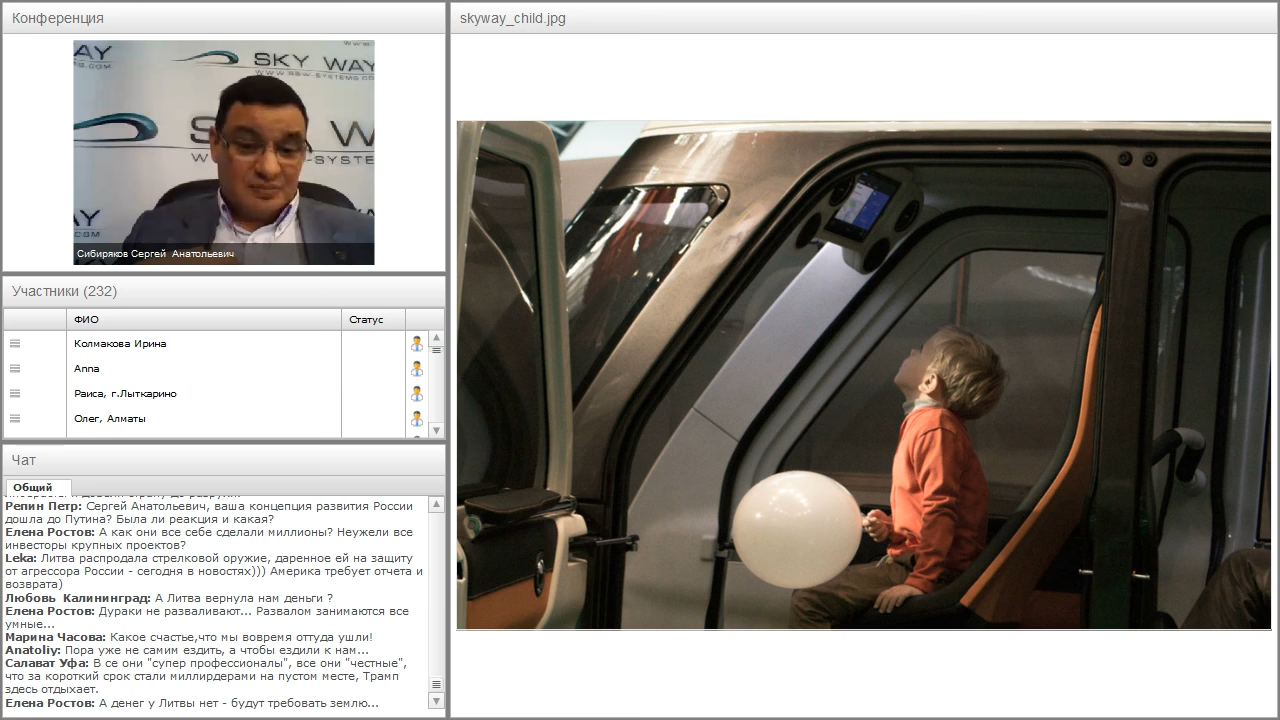 Конференция
AY
SKY WAY
WWW.RSW-SYSTEMS.COM
Сибиряков Сергей Анатольевич
Участники (232)
ФИО
Статус
Колмакова Ирина
Anna
Раиса, г.Лыткарино
Олег, Алматы
Чат
Общий
Репин Петр: Сергей Анатольевич, ваша концепция развития России
дошла до Путина? Была ли реакция и какая?
Елена Ростов: А как они все себе сделали миллионы? Неужели все
инвесторы крупных проектов?
Leka: Литва распродала стрелковой оружие, даренное ей на защиту
от агрессора России - сегодня в новостях))) Америка требует отчета и
возврата)
Любовь Калининград: А Литва вернула нам деньги ?
Елена Ростов: Дураки не разваливают... Развалом занимаются все
умные...
Марина Часова: Какое счастье,что мы вовремя оттуда ушли!
Anatoliy: Пора уже не самим ездить, а чтобы ездили к нам...
Салават Уфа: В се они "супер профессионалы", все они "честные",
что за короткий срок стали миллирдерами на пустом месте, Трамп
здесь отдыхает.
Елена Ростов: А денег у Литвы нет - будут требовать землю...
skyway_child.jpg